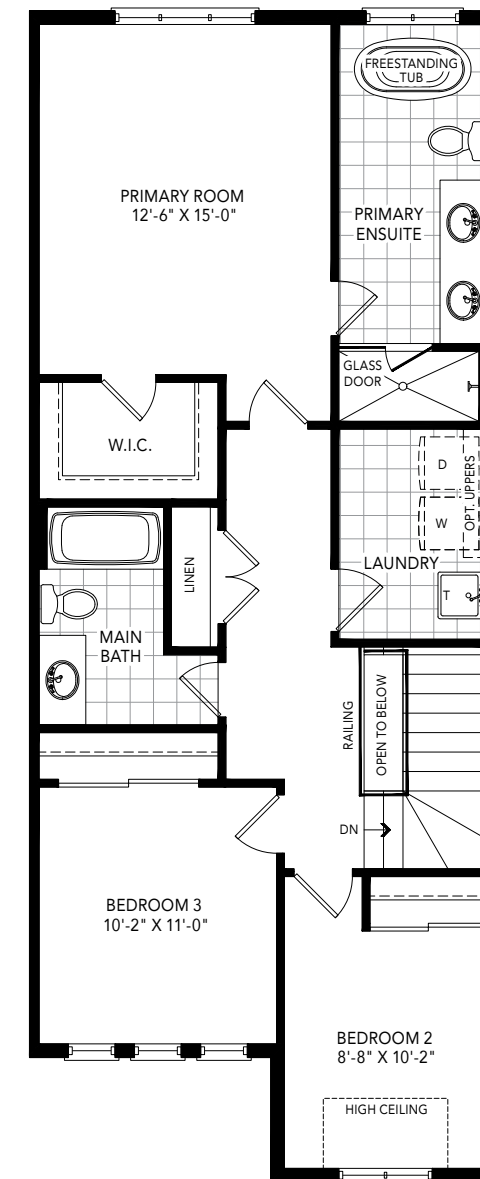 FREESTANDING
TUB
PRIMARY ROOM
12'-6" X 15'-0"
PRIMARY
ENSUITE
GLASS
DOOR
W.I.C.
D
W
OPT. UPPERS
LINEN
LAUNDRY
T
MAIN
BATH
RAILING
OPEN TO BELOW
DN
BEDROOM 3
10'-2" X 11'-0"
BEDROOM 2
8'-8" X 10'-2"
HIGH CEILING